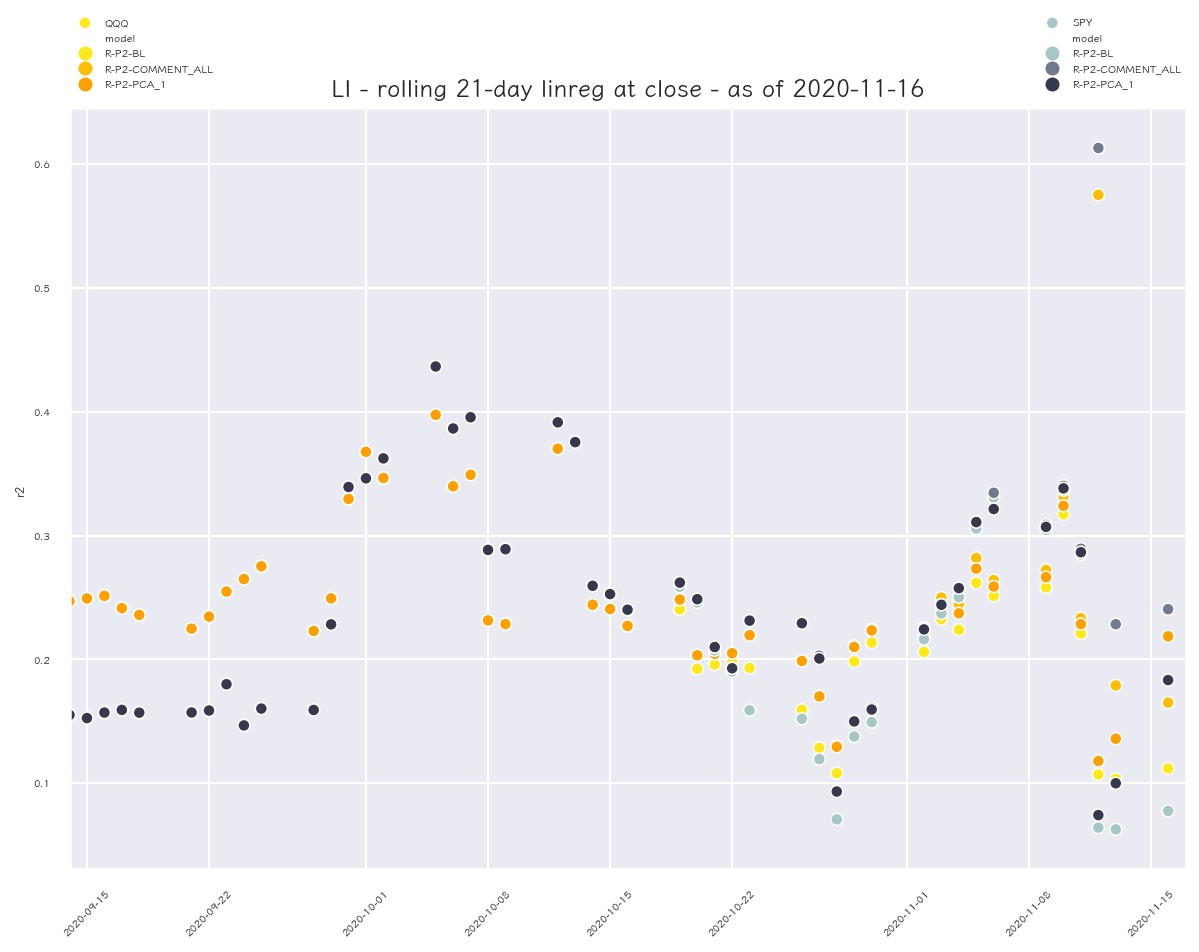 QQQ
model
R-P2-BL
R-P2-COMMENT_ALL
R-P2-PCA_1
SPY
model
R-P2-BL
R-P2-COMMENT_ALL
R-P2-PCA_1
LI - rolling 21-day linreg at close - as of 2020-11-16
0.6
0.5
0.4
0.3
0.2
0.1
r2
2020-09-15
2020-09-22
2020-10-01
2020-10-08
2020-10-15
2020-10-22
2020-11-01
2020-11-08
2020-11-15